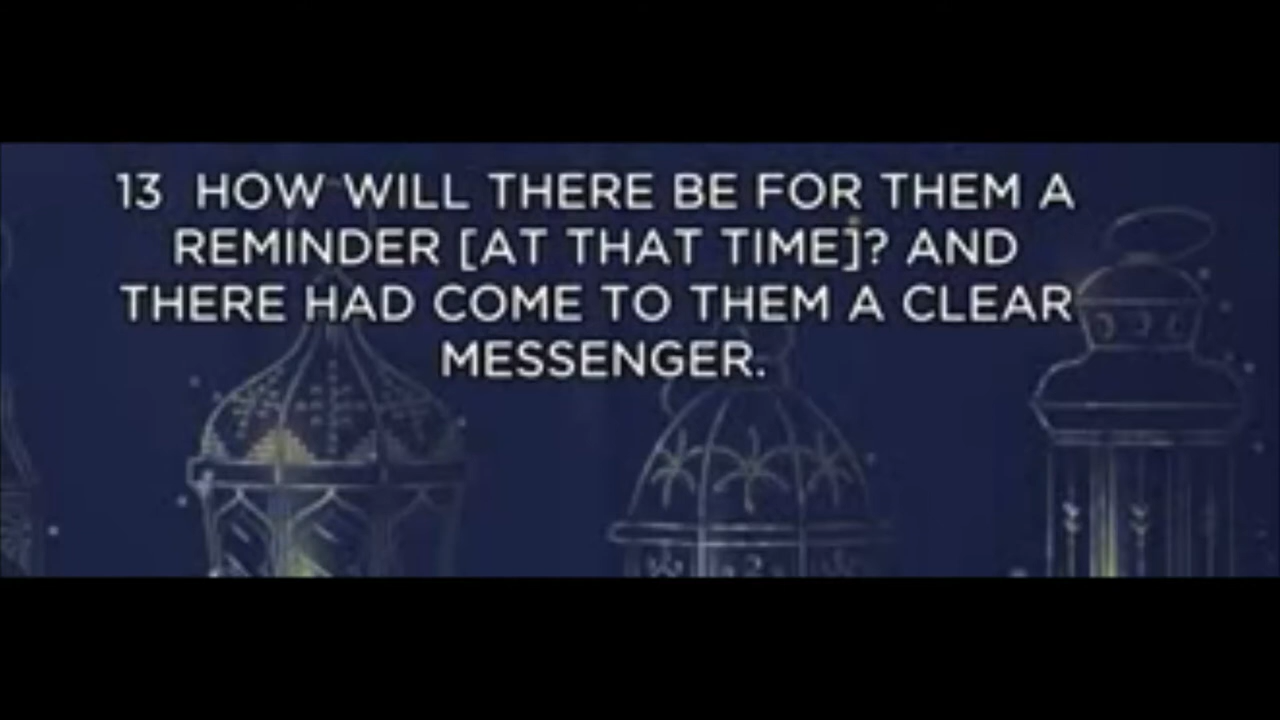 13 HOW WILL THERE BE FOR THEM A
REMINDER [AT THAT TIME]? AND
THERE HAD COME TO THEM A CLEAR
MESSENGER.